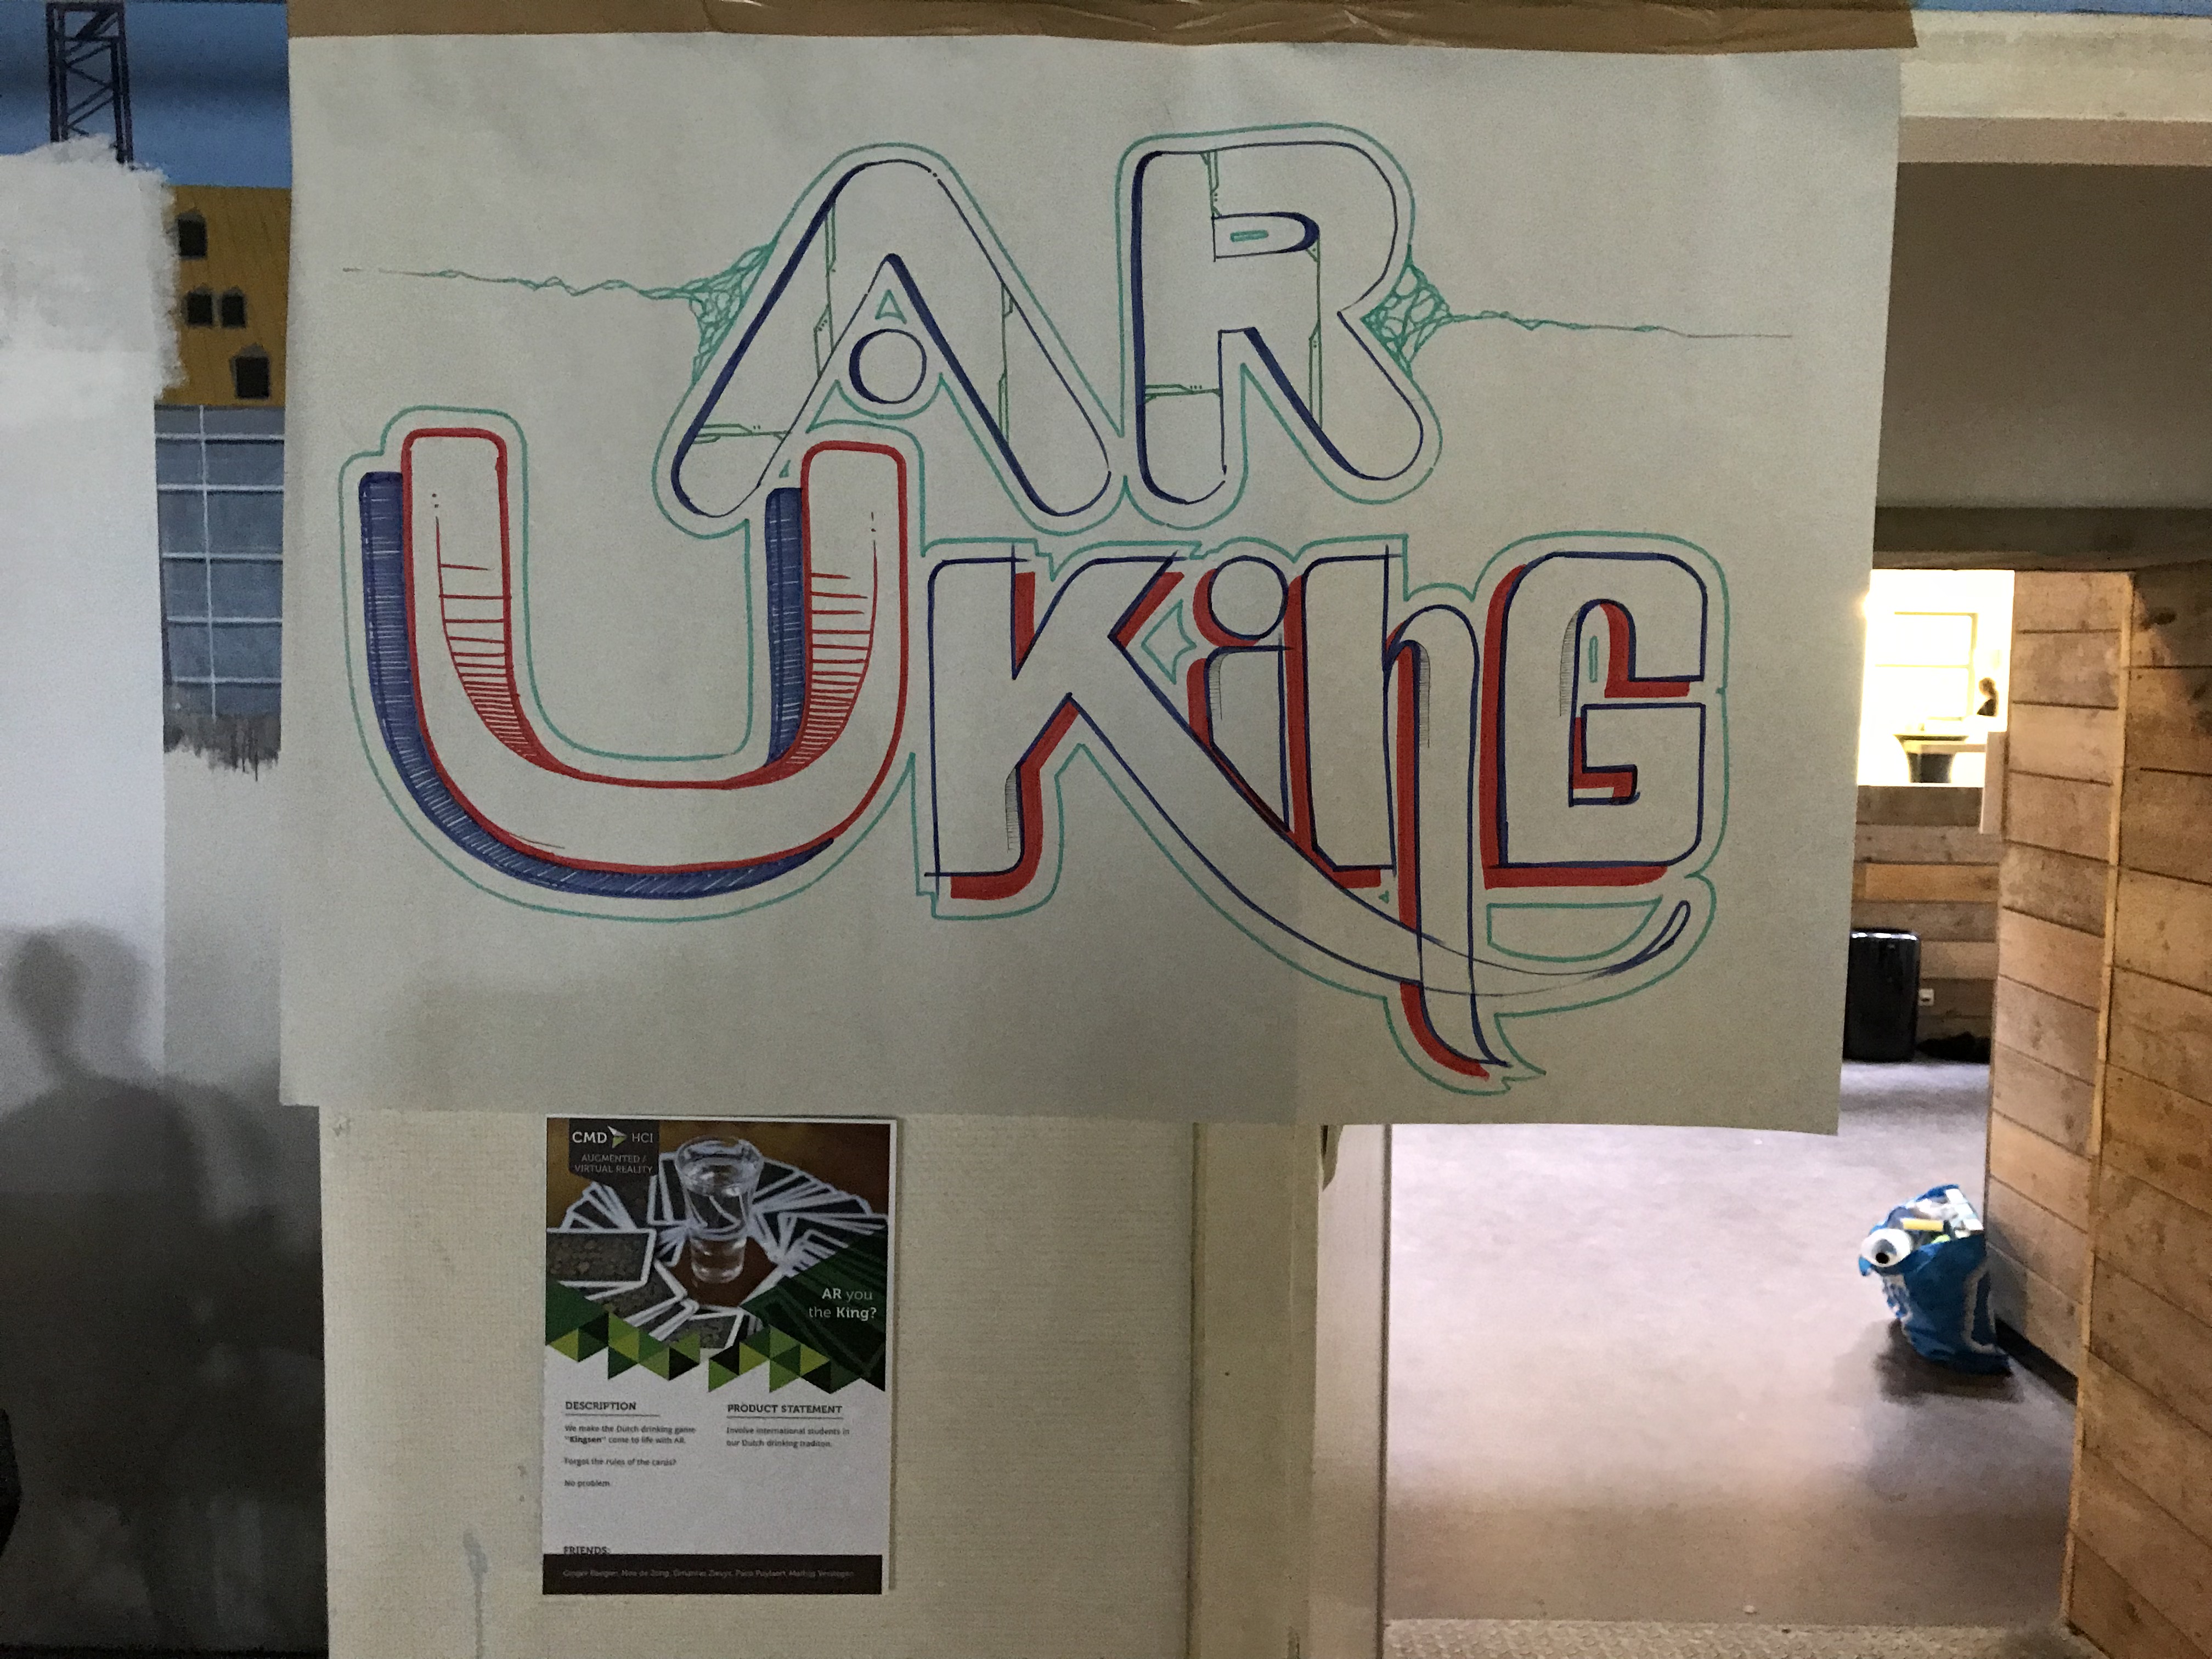 AR
U King
CMD HCI
AUGMENTED /
VIRTUAL REALITY
AR you
the King?
DESCRIPTION
We make the Dutch drinking game
"Kingsen" come to life with AR.
Forgot the rules of the cards?
No problem.
PRODUCT STATEMENT
Involve international students in
our Dutch drinking tradition.
FRIENDS: